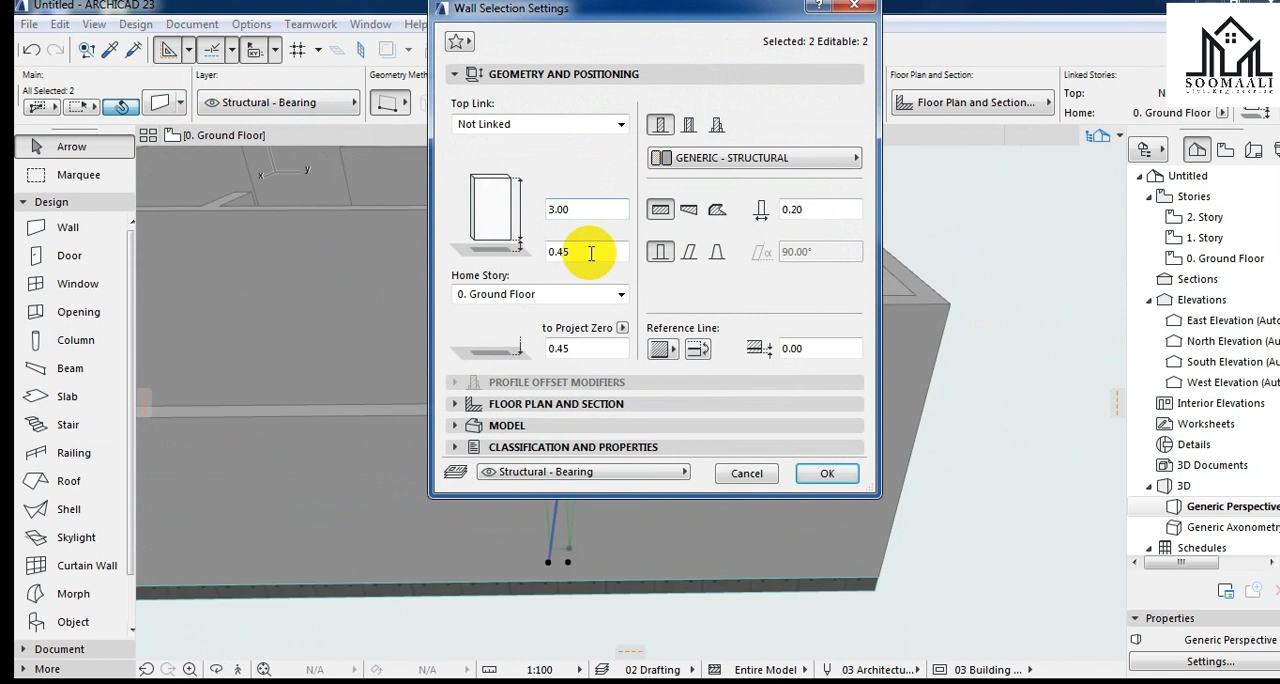 Untitled - ARCHICAD 23
File Edit View Design Document Options Teamwork Window Help
Main:
All Selected: 2
Layer:
Structural - Bearing
Geometry Meth
Floor Plan and Section:
Floor Plan and Section...
Linked Stories:
Top:
Home: 0. Ground Floor
SOOMAALI
[0. Ground Floor]
Arrow
Marquee
Design
Wall
Door
Window
Opening
Column
Beam
Slab
Stair
Railing
Roof
Shell
Skylight
Curtain Wall
Morph
Object
Document
More
x
y
Wall Selection Settings
?
Selected: 2 Editable: 2
GEOMETRY AND POSITIONING
Top Link:
Not Linked
GENERIC - STRUCTURAL
3.00
0.20
0.45
90.00°
Home Story:
0. Ground Floor
to Project Zero
Reference Line:
0.45
0.00
PROFILE OFFSET MODIFIERS
FLOOR PLAN AND SECTION
MODEL
CLASSIFICATION AND PROPERTIES
Structural - Bearing
Cancel
OK
Untitled
Stories
2. Story
1. Story
0. Ground Floor
Sections
Elevations
East Elevation (Auto
North Elevation (Au
South Elevation (Au
West Elevation (Aut
Interior Elevations
Worksheets
Details
3D Documents
3D
Generic Perspective
Generic Axonometry
Schedules
Properties
Generic Perspective
Settings...
N/A
N/A
1:100
02 Drafting
Entire Model
03 Architectu...
03 Building ...